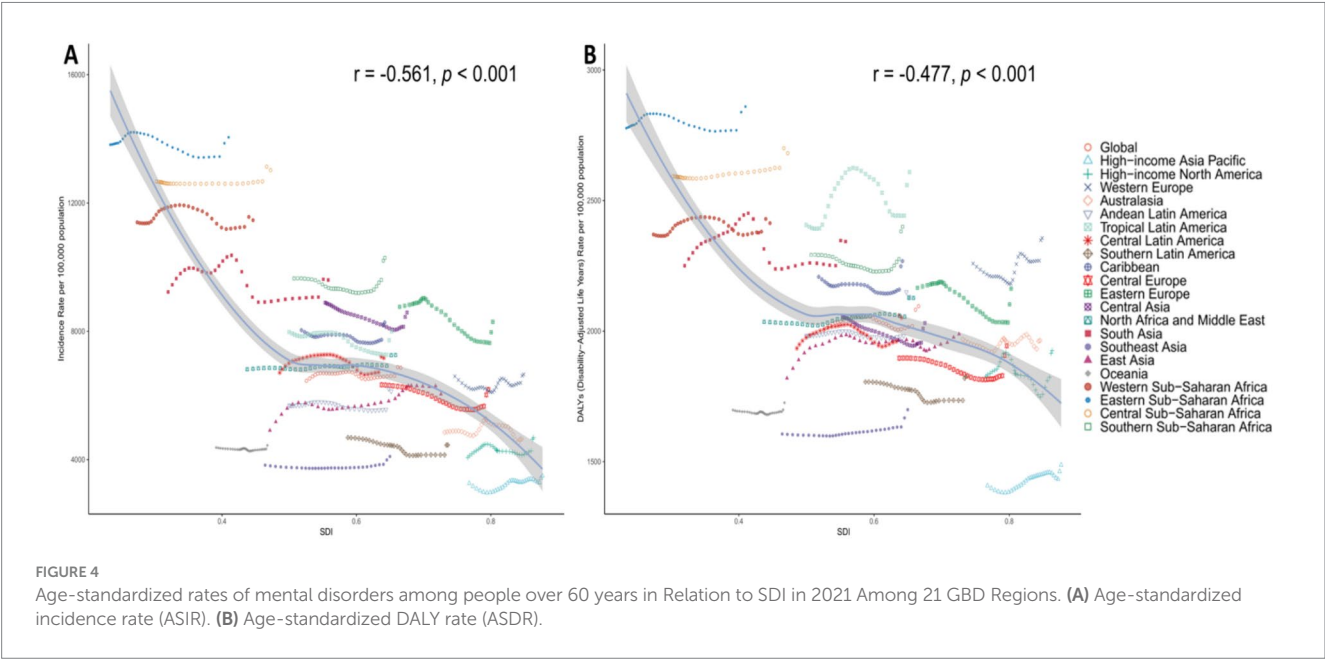 A
r = -0.561, p < 0.001
Incidence Rate per 100,000 population
16000
12000
8000
4000
0.4
0.6
0.8
SDI
B
r = -0.477, p < 0.001
DALYs (Disability-Adjusted Life Years) Rate per 100,000 population
3000
2500
2000
1500
0.4
0.6
0.8
SDI
Global
High-income Asia Pacific
High-income North America
Western Europe
Australasia
Andean Latin America
Tropical Latin America
Central Latin America
Southern Latin America
Caribbean
Central Europe
Eastern Europe
Central Asia
North Africa and Middle East
South Asia
Southeast Asia
East Asia
Oceania
Western Sub-Saharan Africa
Eastern Sub-Saharan Africa
Central Sub-Saharan Africa
Southern Sub-Saharan Africa
FIGURE 4
Age-standardized rates of mental disorders among people over 60 years in Relation to SDI in 2021 Among 21 GBD Regions. (A) Age-standardized
incidence rate (ASIR). (B) Age-standardized DALY rate (ASDR).